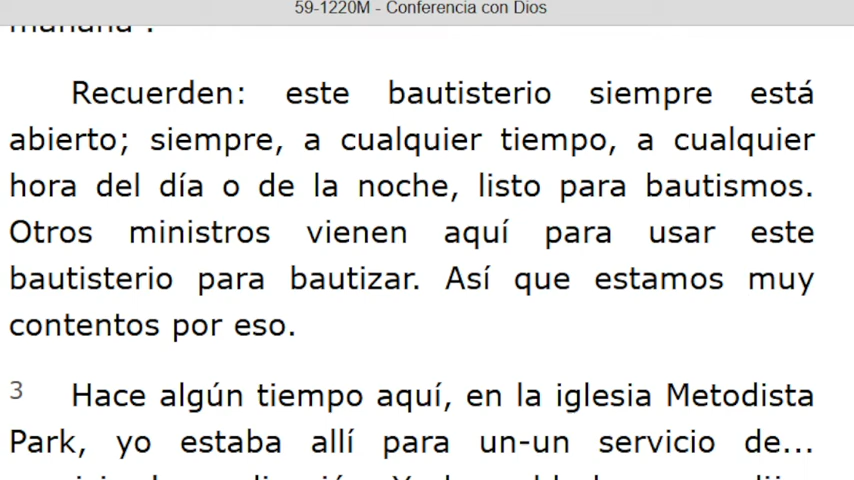 59-1220M - Conferencia con Dios
mañana".
Recuerden: este bautisterio siempre está
abierto; siempre, a cualquier tiempo, a cualquier
hora del día o de la noche, listo para bautismos.
Otros ministros vienen aquí para usar este
bautisterio para bautizar. Así que estamos muy
contentos por eso.
3 Hace algún tiempo aquí, en la iglesia Metodista
Park, yo estaba allí para un-un servicio de...